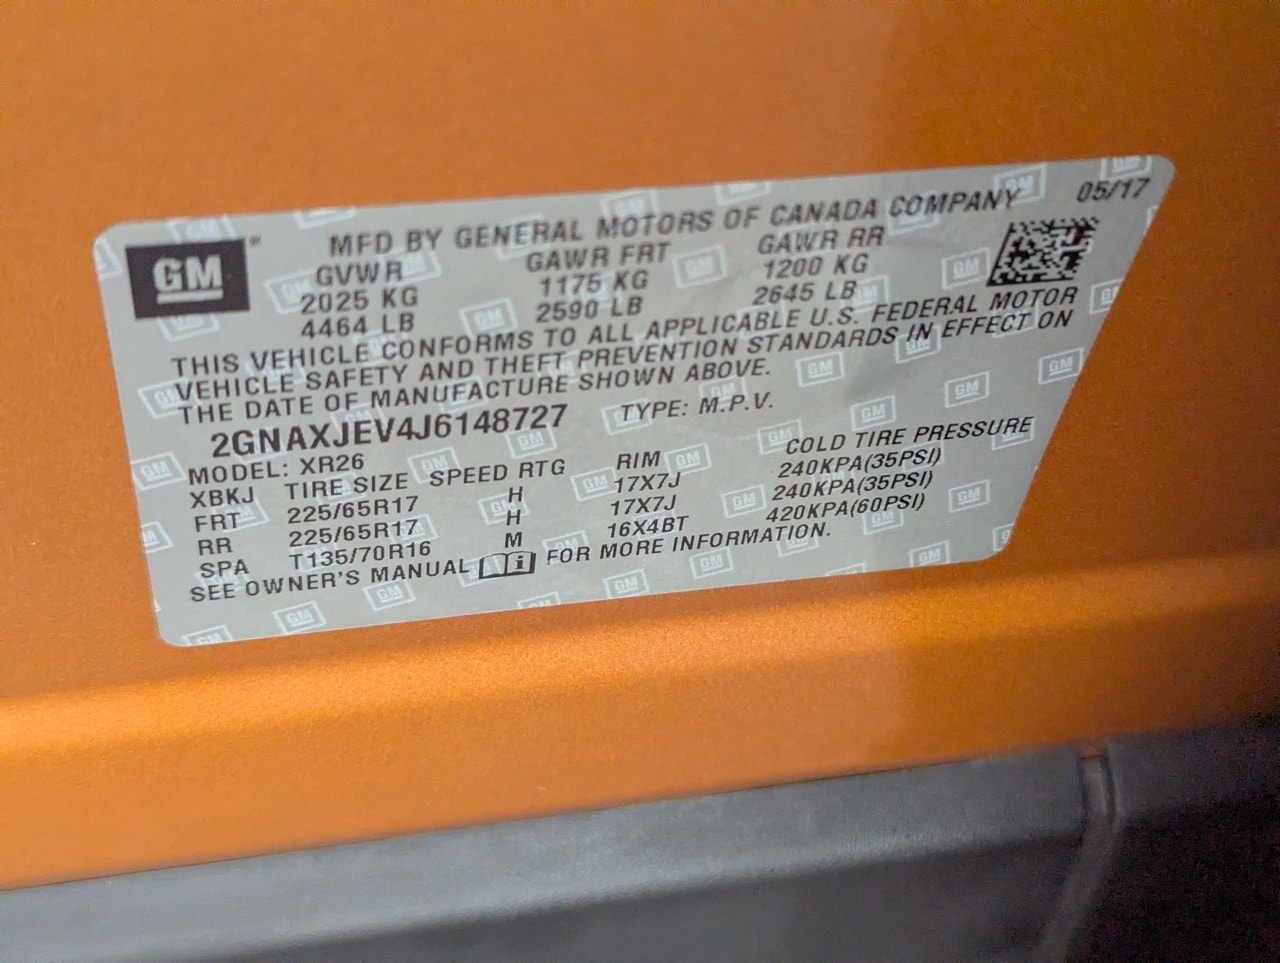 GM
MFD BY GENERAL MOTORS OF CANADA COMPANY 05/17
GVWR GAWR FRT GAWR RR
2025 KG 1175 KG 1200 KG
4464 LB 2590 LB 2645 LB
THIS VEHICLE CONFORMS TO ALL APPLICABLE U.S. FEDERAL MOTOR
VEHICLE SAFETY AND THEFT PREVENTION STANDARDS IN EFFECT ON
THE DATE OF MANUFACTURE SHOWN ABOVE.
2GNAXJEV4J6148727 TYPE: M.P.V.
MODEL: XR26
XBKJ TIRE SIZE SPEED RTG RIM COLD TIRE PRESSURE
FRT 225/65R17 H 17X7J 240KPA(35PSI)
RR 225/65R17 H 17X7J 240KPA(35PSI)
SPA T135/70R16 M 16X4BT 420KPA(60PSI)
SEE OWNER'S MANUAL FOR MORE INFORMATION.